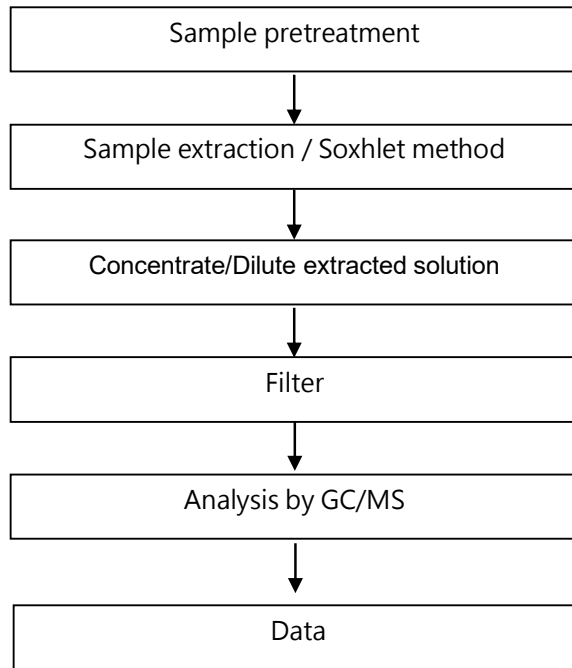 Sample pretreatment
Sample extraction / Soxhlet method
Concentrate/Dilute extracted solution
Filter
Analysis by GC/MS
Data